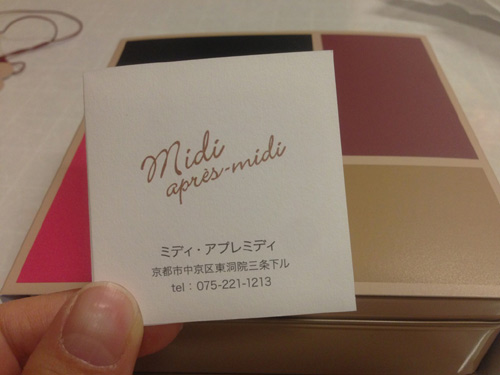 Midi
après-midi
ミディ・アプレミディ
京都市中京区東洞院三条下ル
tel : 075-221-1213